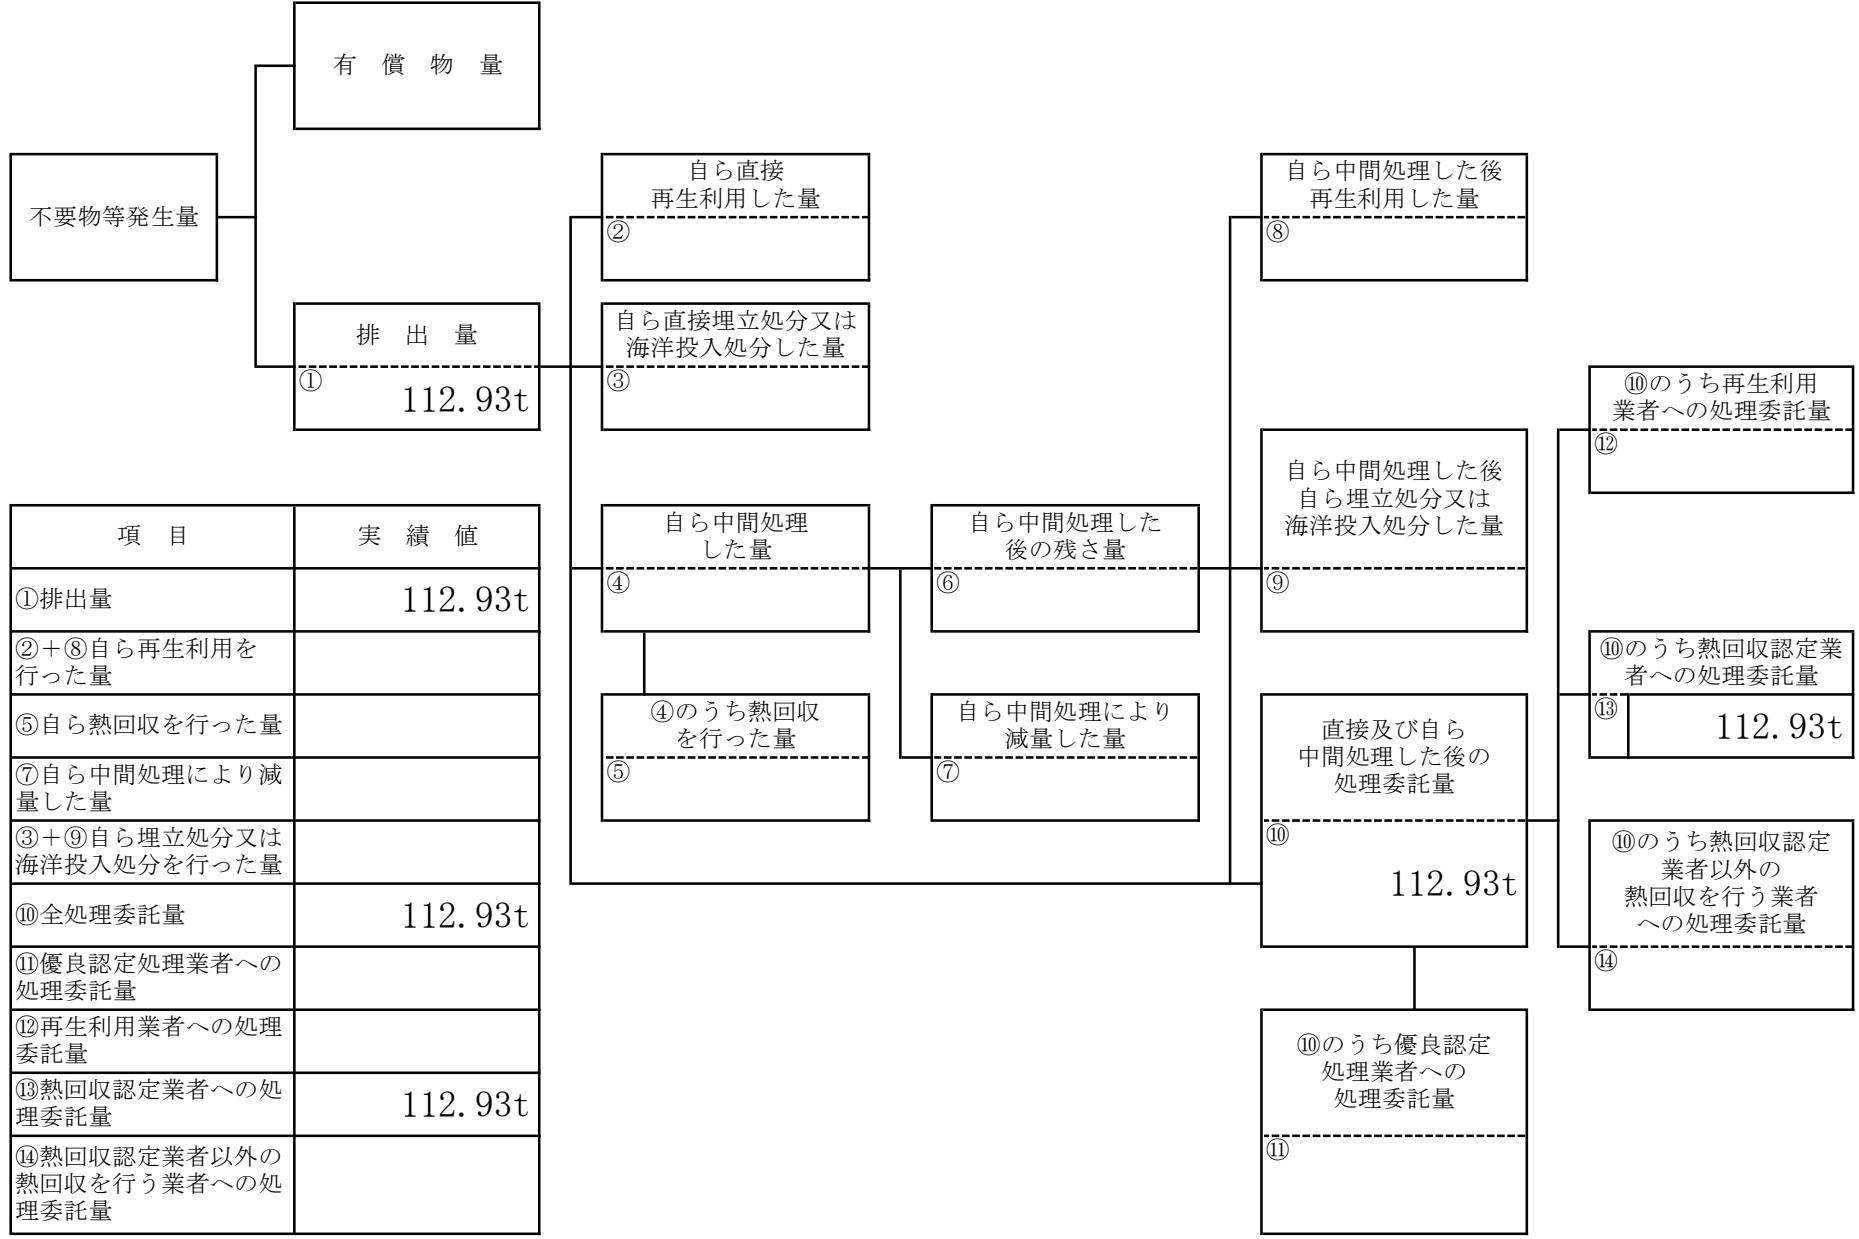 有　償　物　量
不要物等発生量
排　出　量
①
112.93t
自ら直接
再生利用した量
②
自ら直接埋立処分又は
海洋投入処分した量
③
自ら中間処理
した量
④
④のうち熱回収
を行った量
⑤
自ら中間処理した
後の残さ量
⑥
自ら中間処理により
減量した量
⑦
自ら中間処理した後
再生利用した量
⑧
自ら中間処理した後
自ら埋立処分又は
海洋投入処分した量
⑨
直接及び自ら
中間処理した後の
処理委託量
⑩
112.93t
⑩のうち優良認定
処理業者への
処理委託量
⑪
⑩のうち再生利用
業者への処理委託量
⑫
⑩のうち熱回収認定業
者への処理委託量
⑬
112.93t
⑩のうち熱回収認定
業者以外の
熱回収を行う業者
への処理委託量
⑭
項　目
実　績　値
①排出量
112.93t
②＋⑧自ら再生利用を
行った量
⑤自ら熱回収を行った量
⑦自ら中間処理により減
量した量
③＋⑨自ら埋立処分又は
海洋投入処分を行った量
⑩全処理委託量
112.93t
⑪優良認定処理業者への
処理委託量
⑫再生利用業者への処理
委託量
⑬熱回収認定業者への処
理委託量
112.93t
⑭熱回収認定業者以外の
熱回収を行う業者への処
理委託量